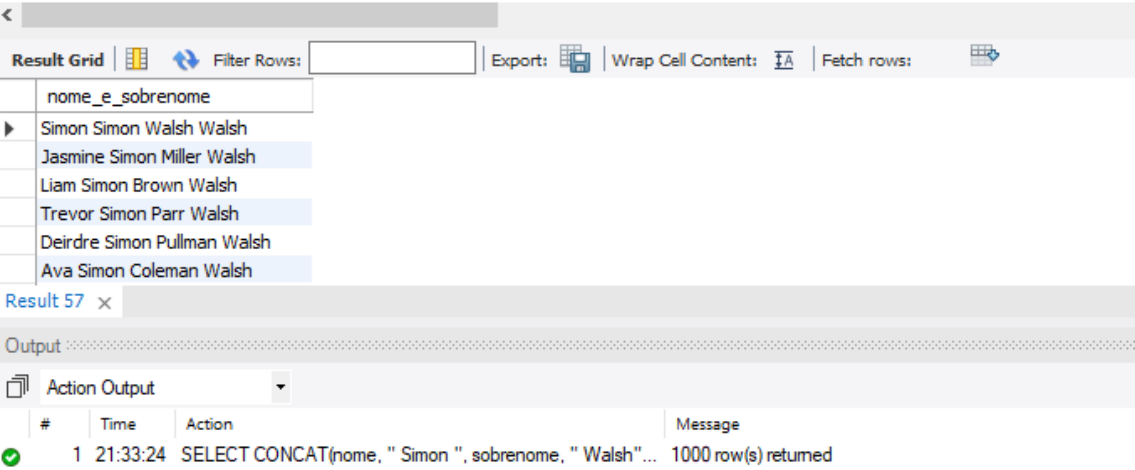 Result Grid Filter Rows: Export: Wrap Cell Content: Fetch rows:
nome_e_sobrenome
Simon Simon Walsh Walsh
Jasmine Simon Miller Walsh
Liam Simon Brown Walsh
Trevor Simon Parr Walsh
Deirdre Simon Pullman Walsh
Ava Simon Coleman Walsh
Result 57
Output
Action Output
# Time Action Message
1 21:33:24 SELECT CONCAT(nome, " Simon ", sobrenome, " Walsh"... 1000 row(s) returned